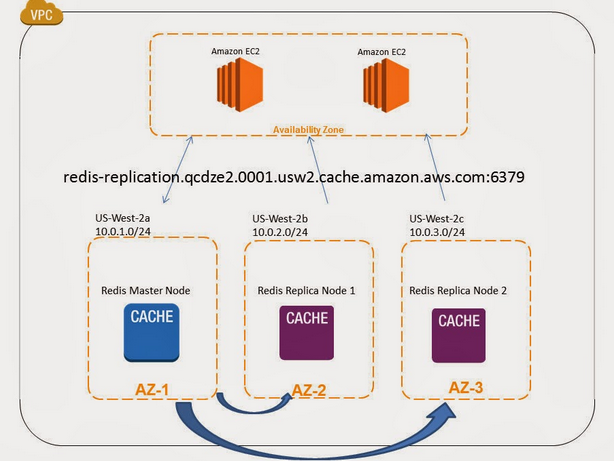 VPC
Amazon EC2
Amazon EC2
Availability Zone
redis-replication.qcdze2.0001.usw2.cache.amazon.aws.com:6379
US-West-2a
10.0.1.0/24
US-West-2b
10.0.2.0/24
US-West-2c
10.0.3.0/24
Redis Master Node
Redis Replica Node 1
Redis Replica Node 2
CACHE
CACHE
CACHE
AZ-1
AZ-2
AZ-3